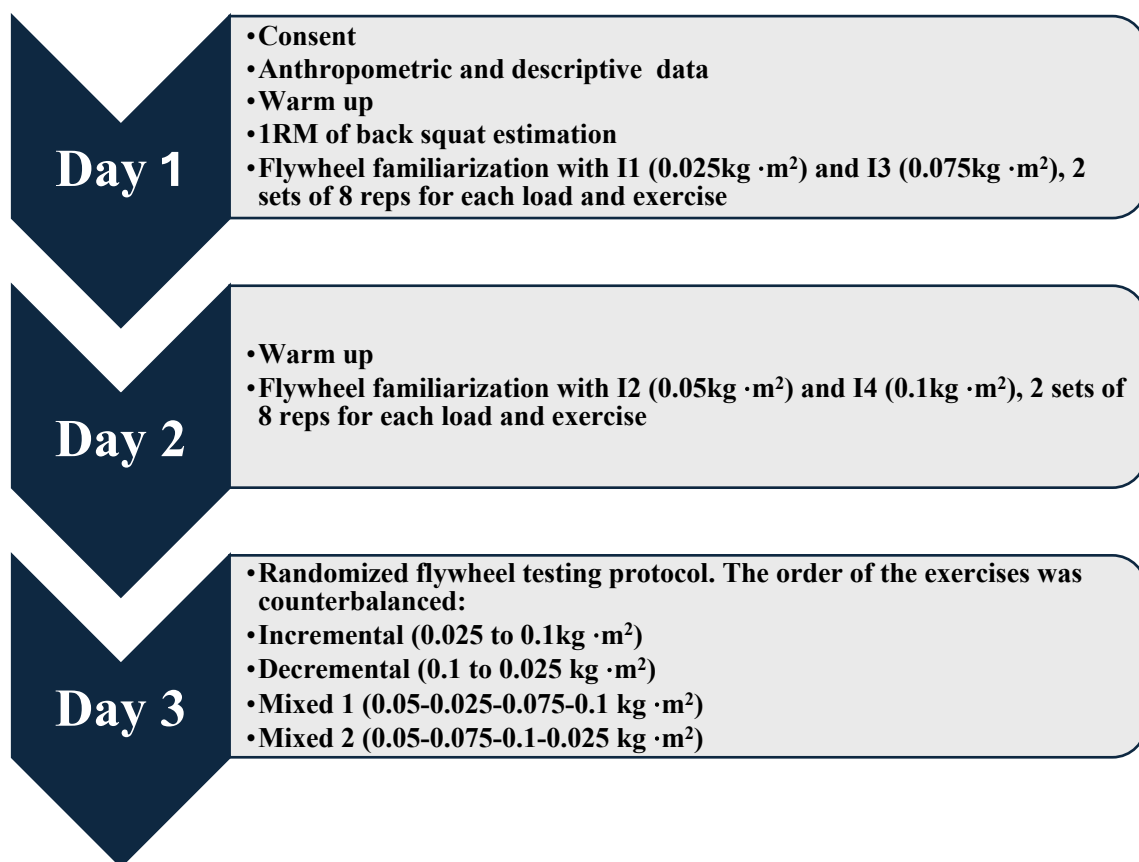 Day 1
•Consent
•Anthropometric and descriptive  data
•Warm up
•1RM of back squat estimation
•Flywheel familiarization with I1 (0.025kg ·m²) and I3 (0.075kg ·m²), 2
sets of 8 reps for each load and exercise
Day 2
•Warm up
•Flywheel familiarization with I2 (0.05kg ·m²) and I4 (0.1kg ·m²), 2 sets of
8 reps for each load and exercise
Day 3
•Randomized flywheel testing protocol. The order of the exercises was
counterbalanced:
•Incremental (0.025 to 0.1kg ·m²)
•Decremental (0.1 to 0.025 kg ·m²)
•Mixed 1 (0.05-0.025-0.075-0.1 kg ·m²)
•Mixed 2 (0.05-0.075-0.1-0.025 kg ·m²)